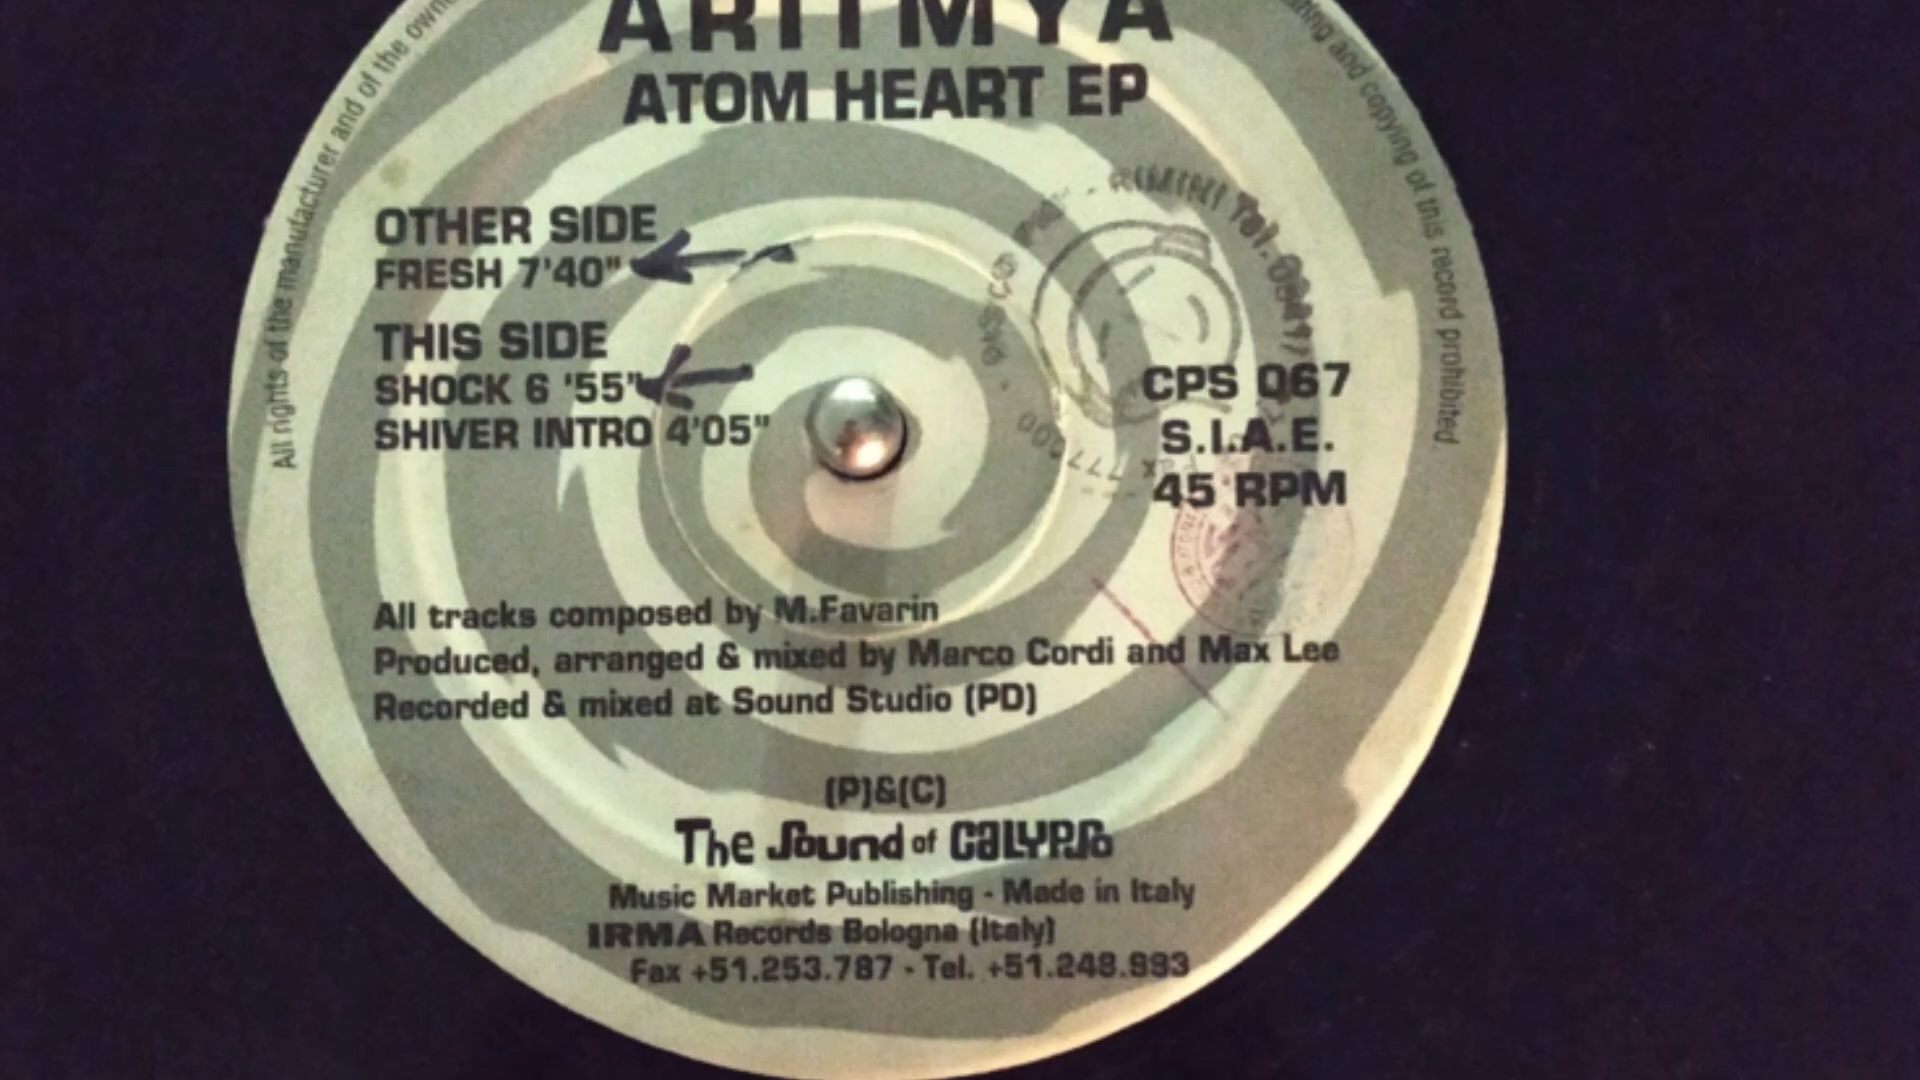 ARITMYA
ATOM HEART EP
OTHER SIDE
FRESH 7'40"
THIS SIDE
SHOCK 6 '55"
SHIVER INTRO 4'05"
CPS 067
S.I.A.E.
45 RPM
All tracks composed by M.Favarin
Produced, arranged & mixed by Marco Cordi and Max Lee
Recorded & mixed at Sound Studio (PD)
(P)&(C)
The Sound of CALYPSO
Music Market Publishing - Made in Italy
IRMA Records Bologna (Italy)
Fax +51.253.787 - Tel. +51.248.993
All rights of the manufacturer and of the
and copying of this record prohibited.
Tel.